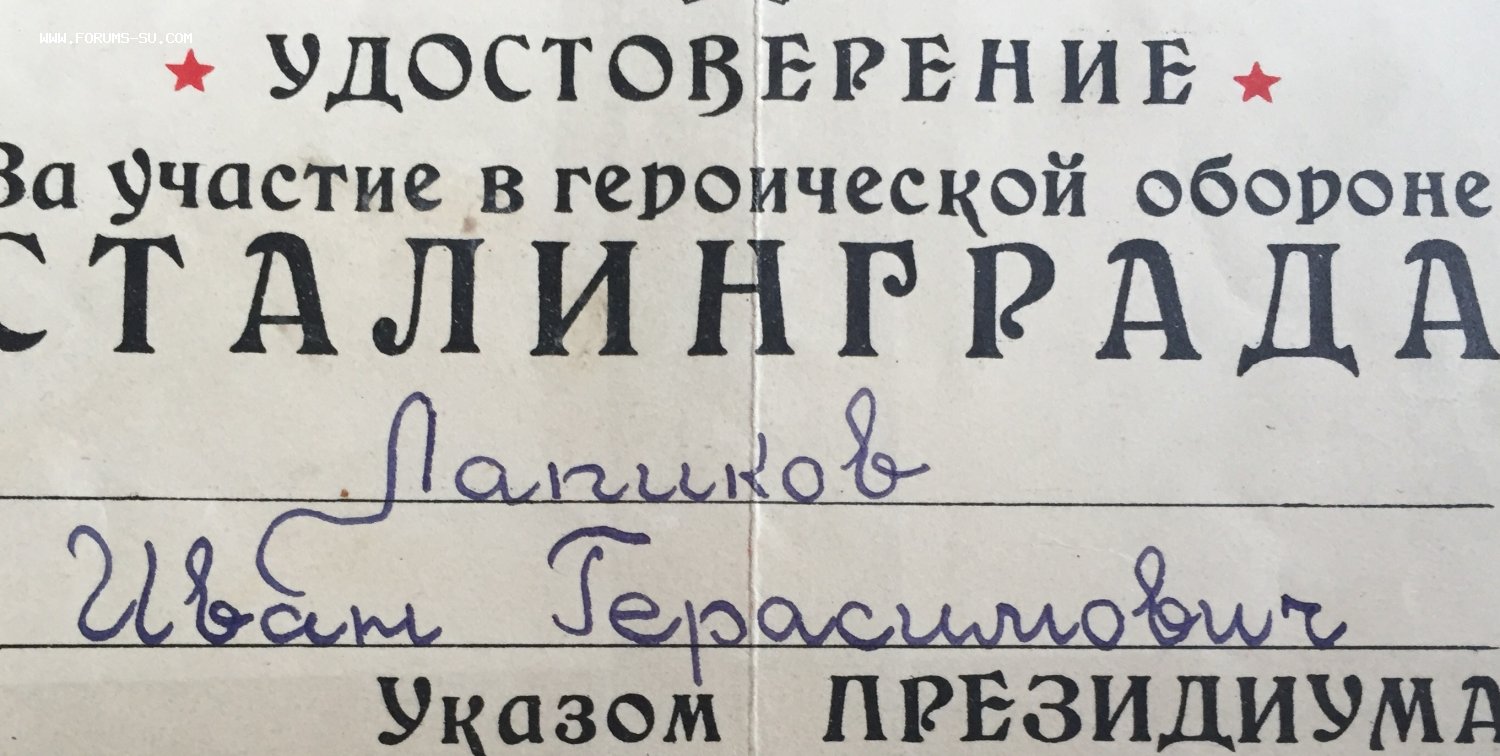 WWW.FORUMS-SU.COM
★ УДОСТОВЕРЕНИЕ ★
За участие в героической обороне
СТАЛИНГРАДА
Лапиков
Иван Герасимович
Указом ПРЕЗИДИУМА